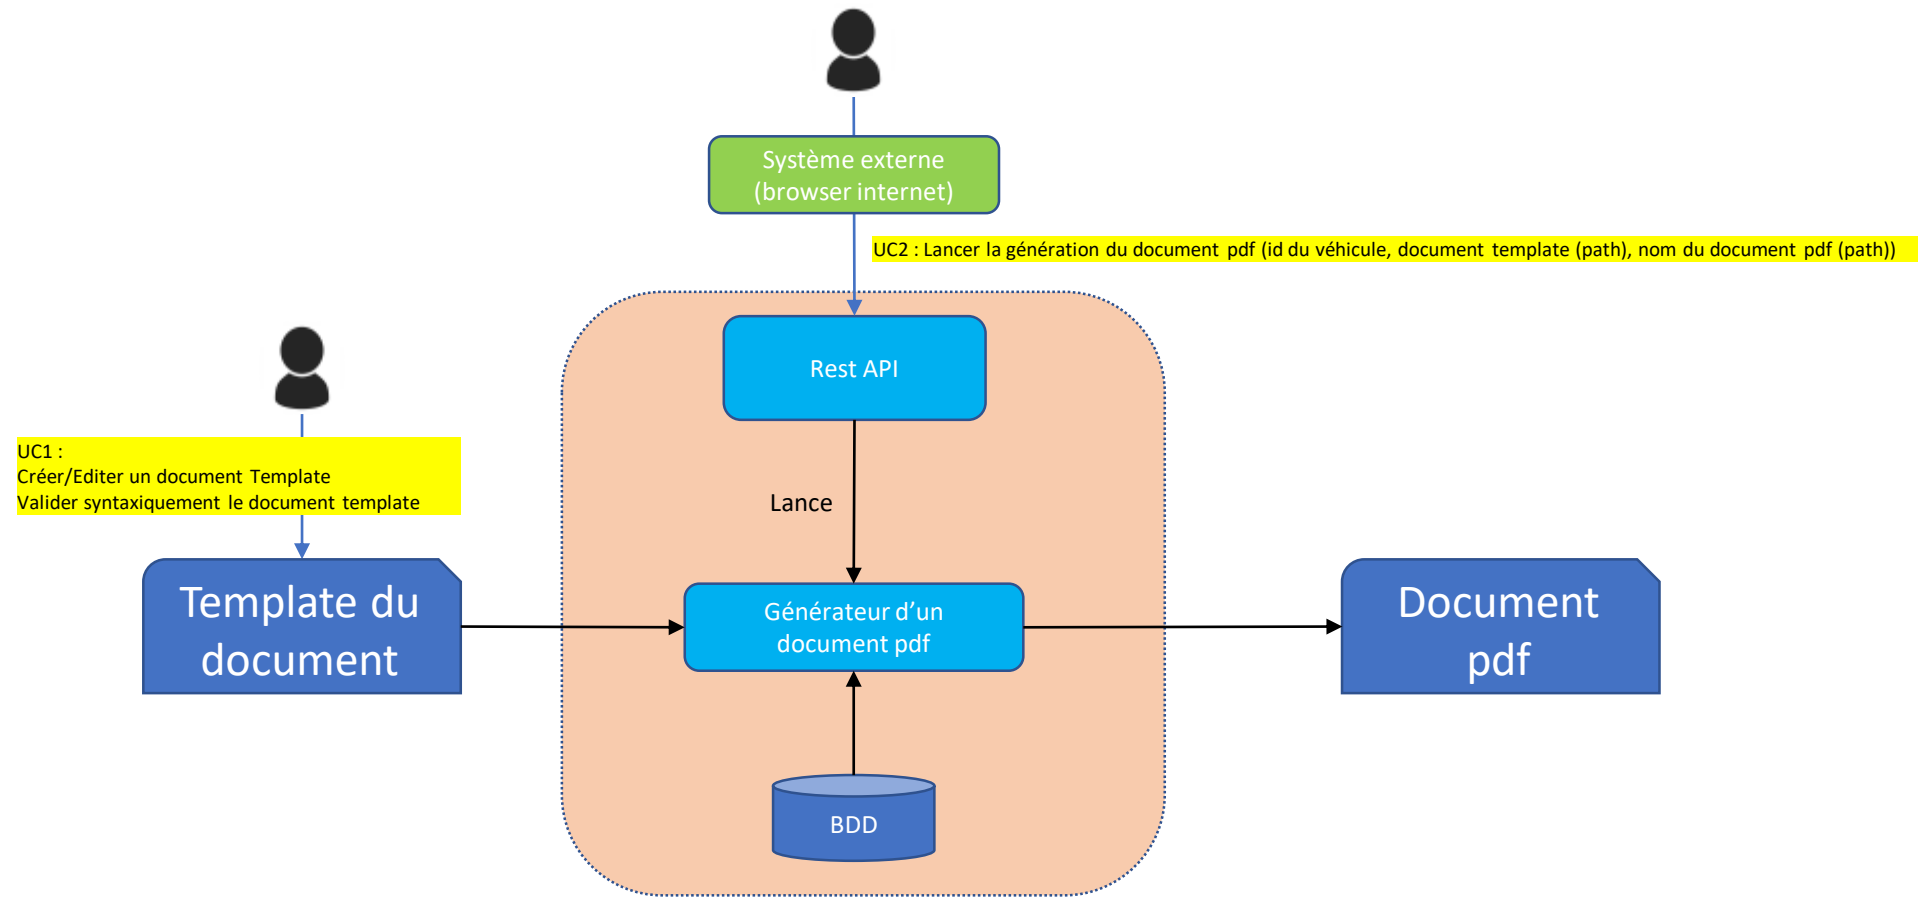 Système externe
(browser internet)
UC2 : Lancer la génération du document pdf (id du véhicule, document template (path), nom du document pdf (path))
Rest API
UC1 :
Créer/Editer un document Template
Valider syntaxiquement le document template
Lance
Template du
document
Générateur d’un
document pdf
Document
pdf
BDD